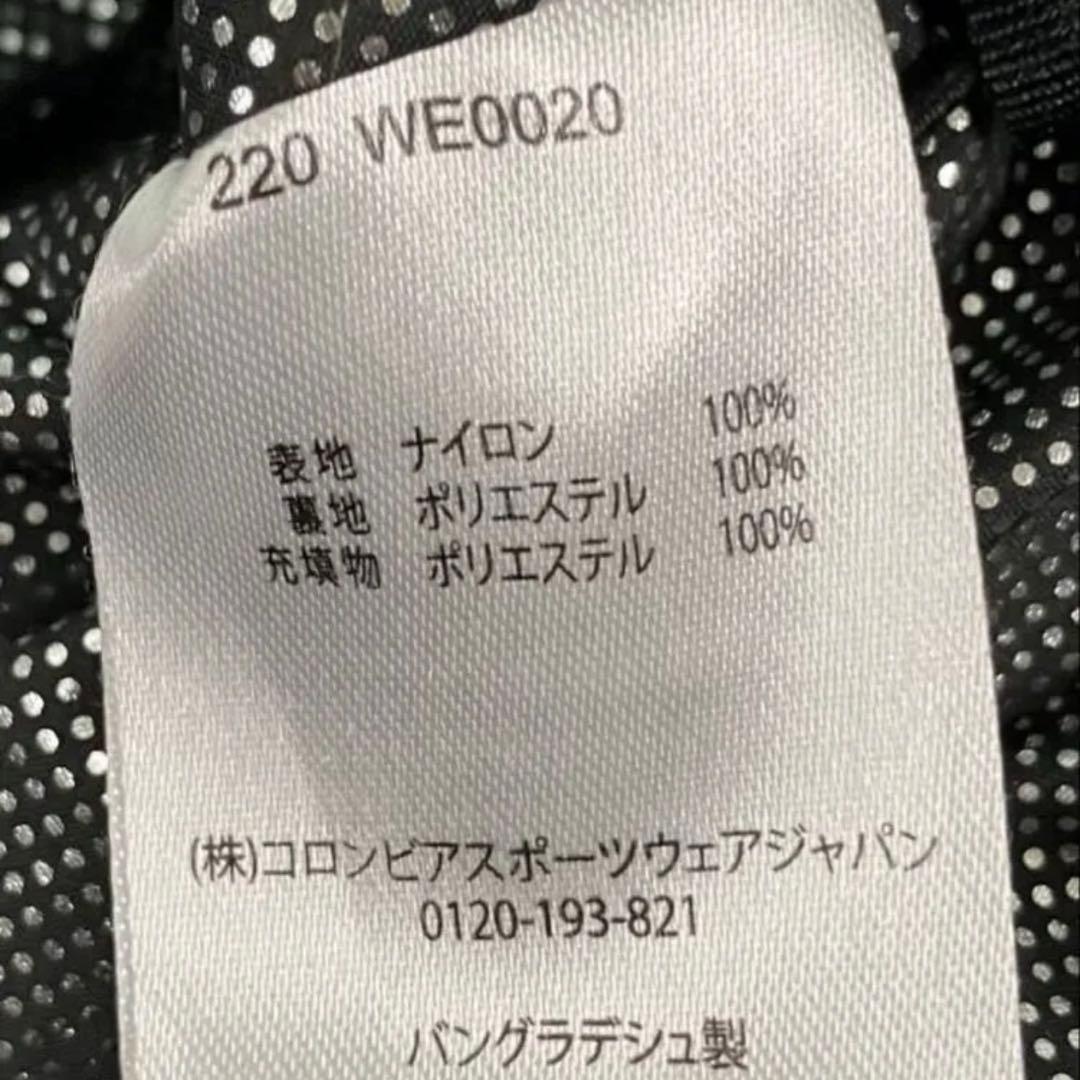 220 WE0020
表地 ナイロン 100%
裏地 ポリエステル 100%
充填物 ポリエステル 100%
(株)コロンビアスポーツウェアジャパン
0120-193-821
バングラデシュ製